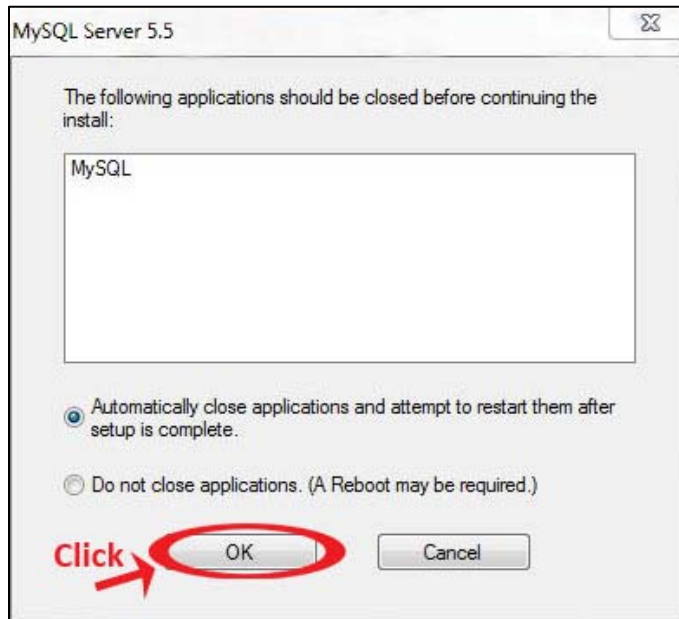 MySQL Server 5.5
The following applications should be closed before continuing the
install:
MySQL
Automatically close applications and attempt to restart them after
setup is complete.
Do not close applications. (A Reboot may be required.)
Click
OK
Cancel